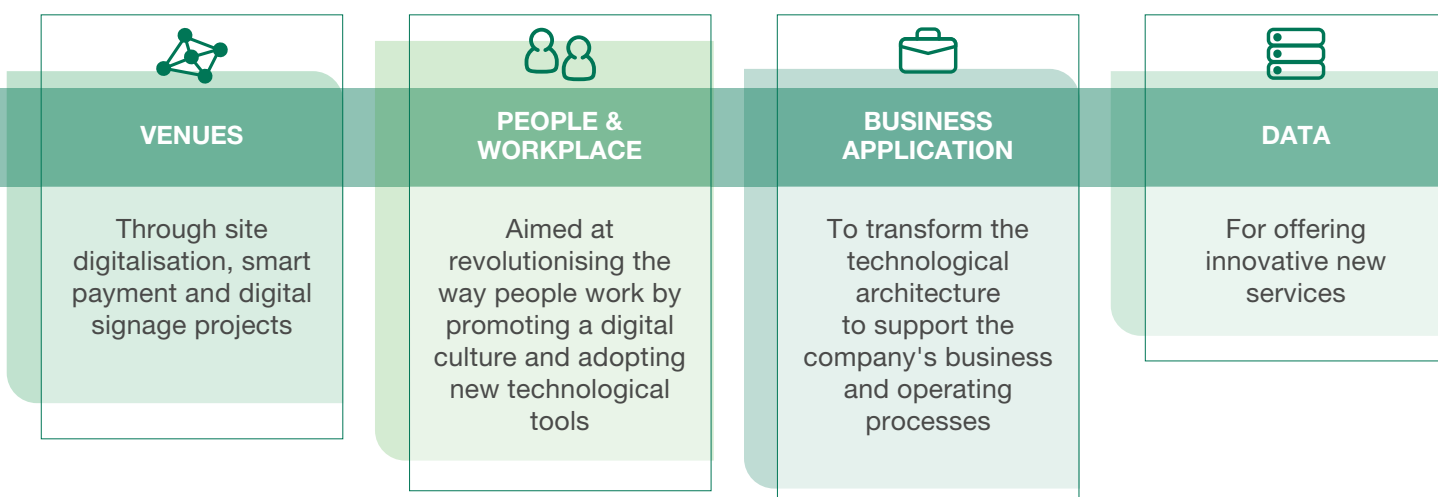 VENUES
Through site
digitalisation, smart
payment and digital
signage projects
PEOPLE &
WORKPLACE
Aimed at
revolutionising the
way people work by
promoting a digital
culture and adopting
new technological
tools
BUSINESS
APPLICATION
To transform the
technological
architecture
to support the
company's business
and operating
processes
DATA
For offering
innovative new
services